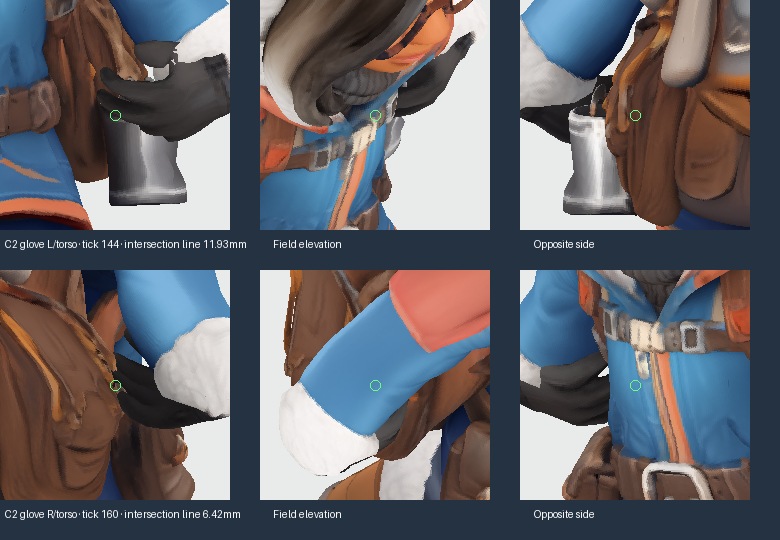 C2 glove L/torso · tick 144 · intersection line 11.93mm
Field elevation
Opposite side
C2 glove R/torso · tick 160 · intersection line 6.42mm
Field elevation
Opposite side